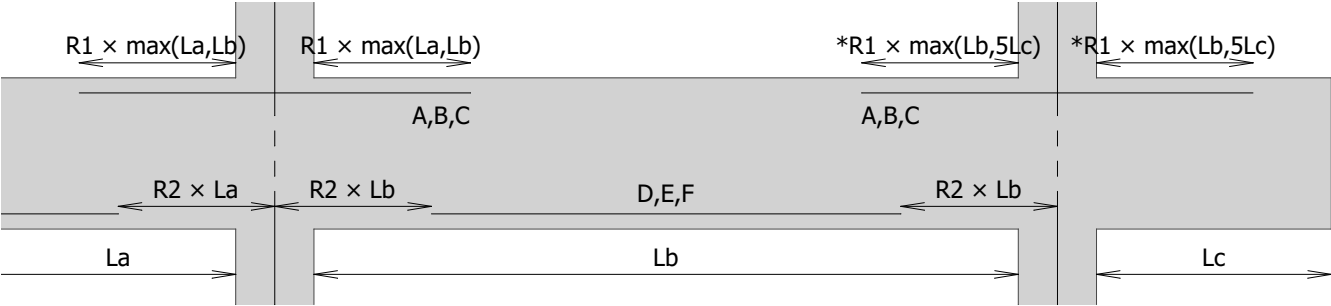 R1 × max(La,Lb)
R1 × max(La,Lb)
*R1 × max(Lb,5Lc)
*R1 × max(Lb,5Lc)
A,B,C
A,B,C
R2 × La
R2 × Lb
D,E,F
R2 × Lb
La
Lb
Lc